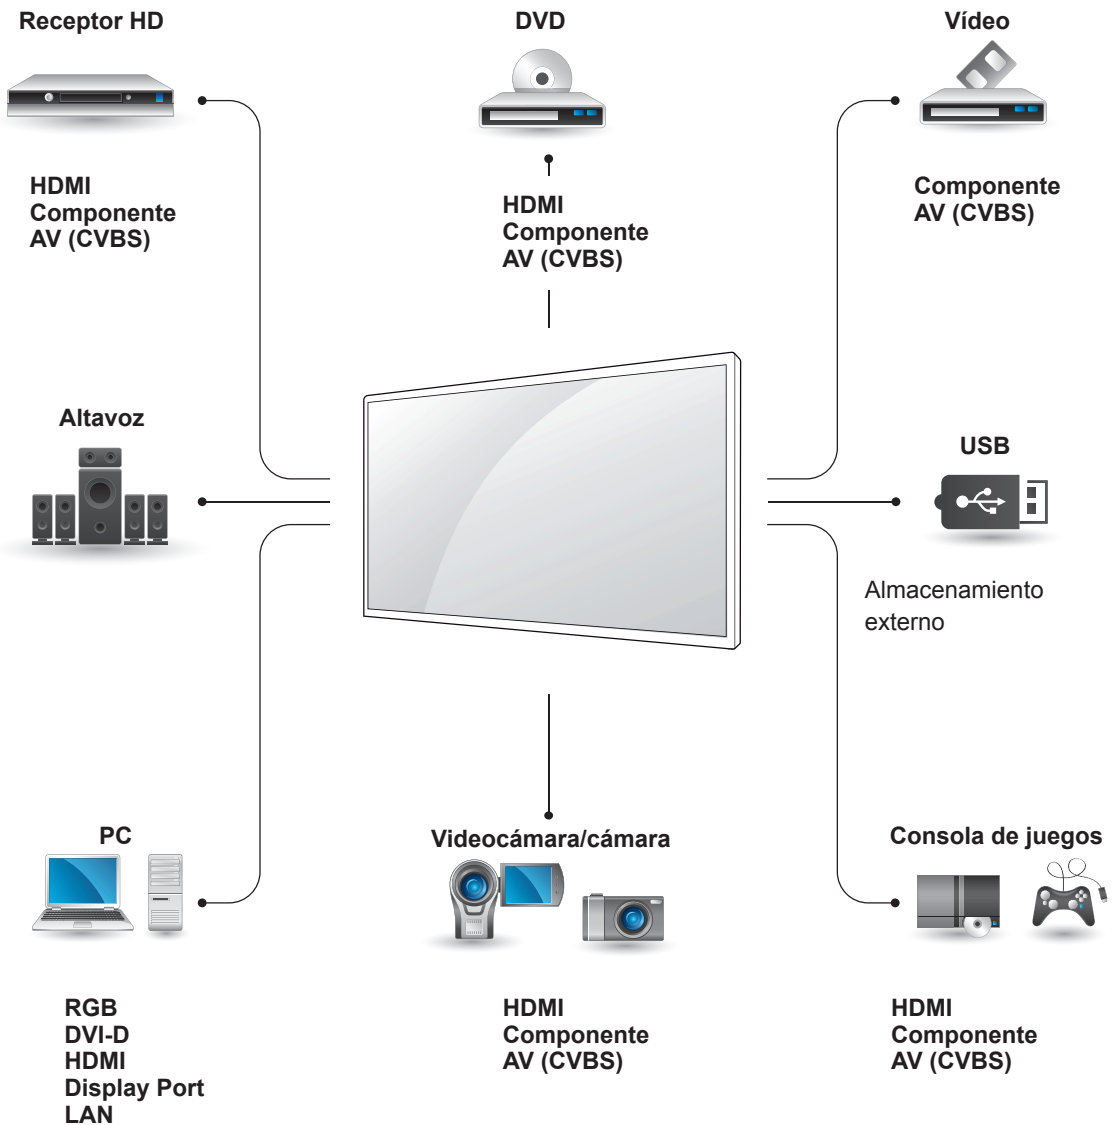 Receptor HD
HDMI
Componente
AV (CVBS)
DVD
HDMI
Componente
AV (CVBS)
Vídeo
Componente
AV (CVBS)
Altavoz
USB
Almacenamiento
externo
PC
RGB
DVI-D
HDMI
Display Port
LAN
Videocámara/cámara
HDMI
Componente
AV (CVBS)
Consola de juegos
HDMI
Componente
AV (CVBS)